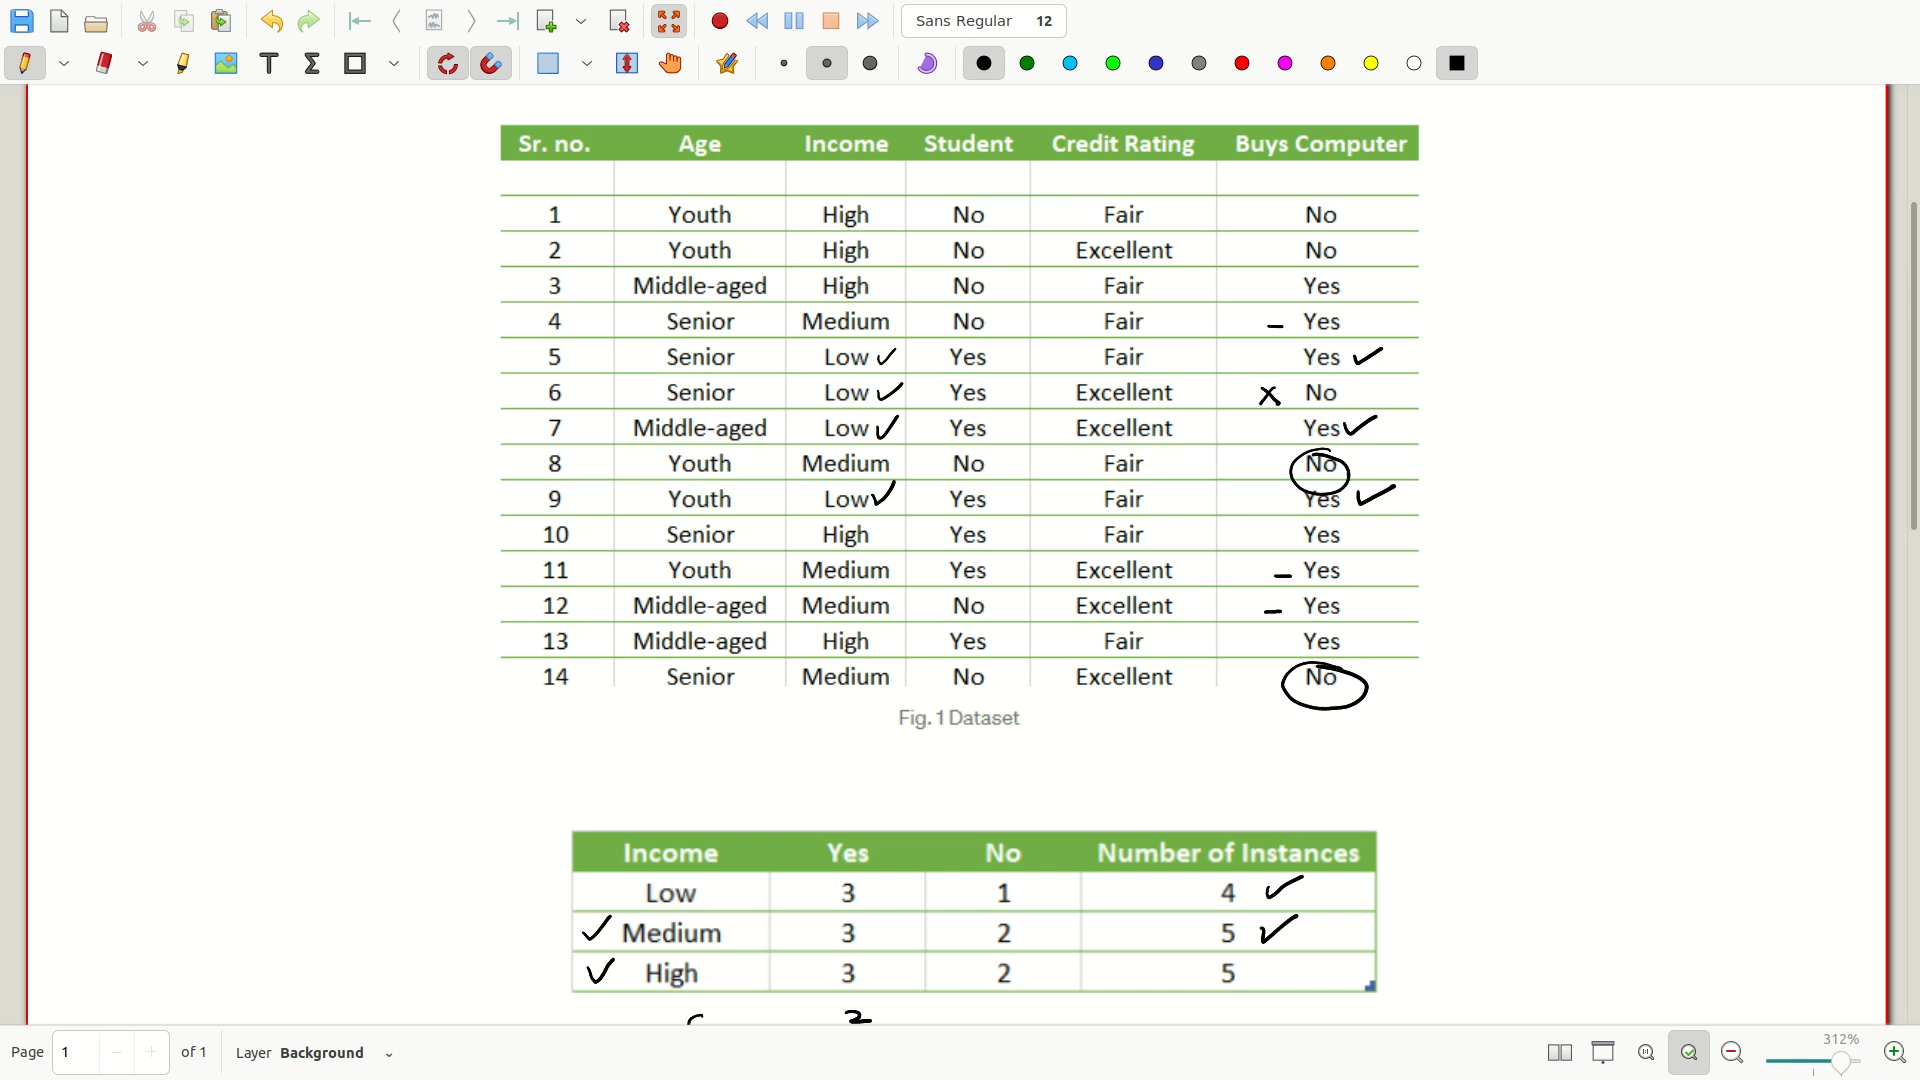 Sans Regular 12
Sr. no. Age Income Student Credit Rating Buys Computer
1 Youth High No Fair No
2 Youth High No Excellent No
3 Middle-aged High No Fair Yes
4 Senior Medium No Fair Yes
5 Senior Low Yes Fair Yes
6 Senior Low Yes Excellent No
7 Middle-aged Low Yes Excellent Yes
8 Youth Medium No Fair No
9 Youth Low Yes Fair Yes
10 Senior High Yes Fair Yes
11 Youth Medium Yes Excellent Yes
12 Middle-aged Medium No Excellent Yes
13 Middle-aged High Yes Fair Yes
14 Senior Medium No Excellent No
Fig. 1 Dataset
Income Yes No Number of Instances
Low 3 1 4
Medium 3 2 5
High 3 2 5
Page 1 of 1 Layer Background 312%